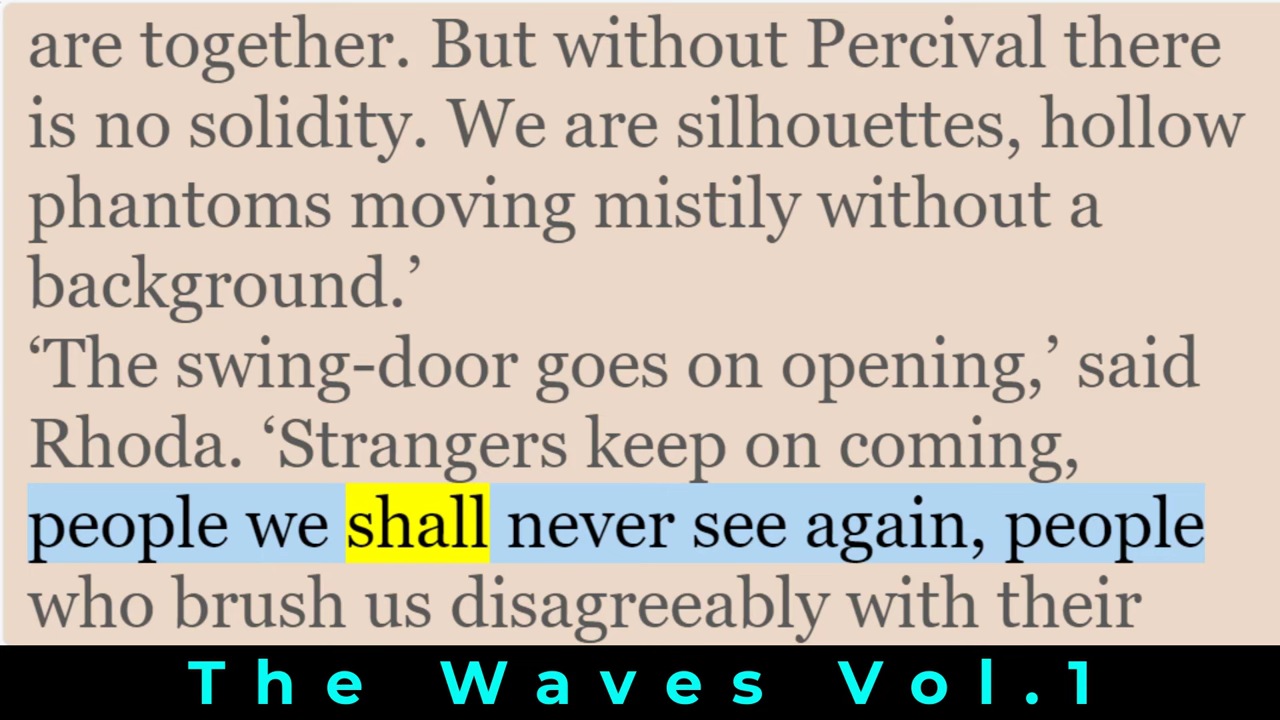 are together. But without Percival there
is no solidity. We are silhouettes, hollow
phantoms moving mistily without a
background.’
‘The swing-door goes on opening,’ said
Rhoda. ‘Strangers keep on coming,
people we shall never see again, people
who brush us disagreeably with their
The Waves Vol.1